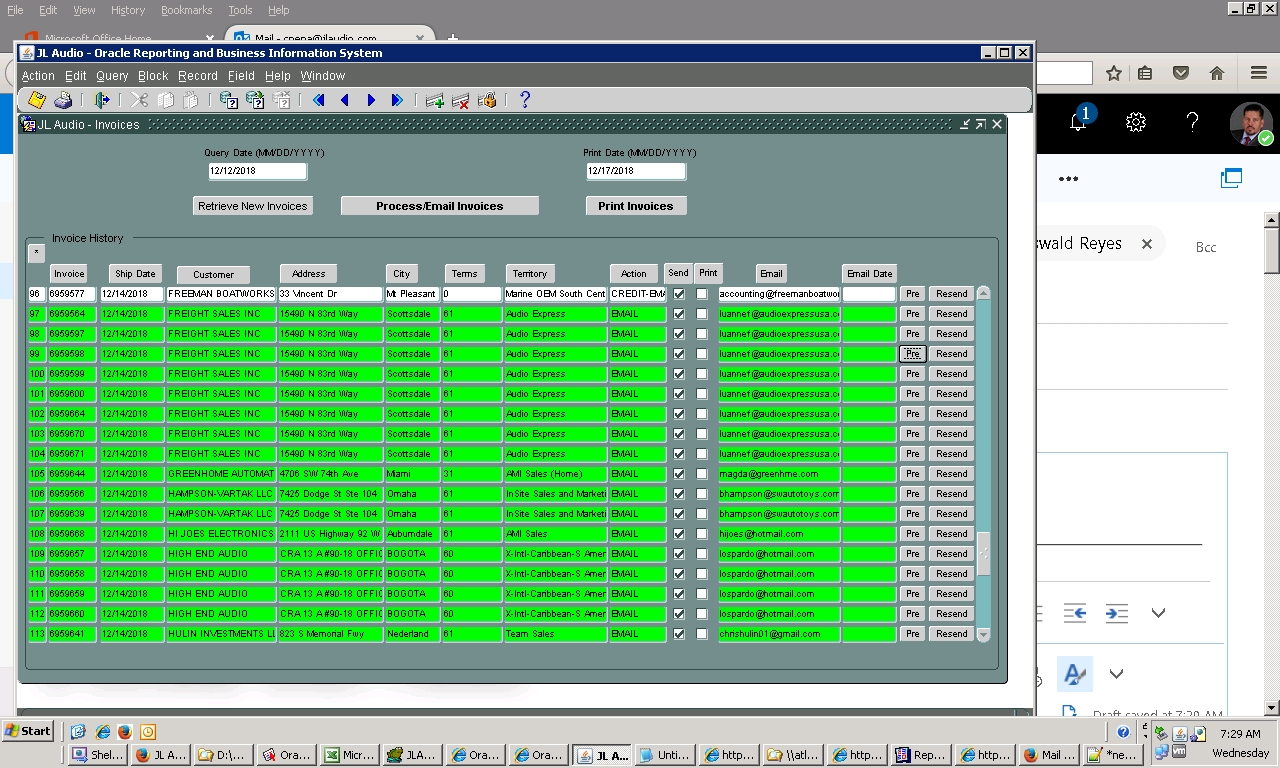 File Edit View History Bookmarks Tools Help
Microsoft Office Home
Mail - cpena@jlaudio.com
JL Audio - Oracle Reporting and Business Information System
Action Edit Query Block Record Field Help Window
1
JL Audio - Invoices
Query Date (MM/DD/YYYY) Print Date (MM/DD/YYYY)
12/12/2018 12/17/2018
Retrieve New Invoices Process/Email Invoices Print Invoices
wald Reyes
Bcc
Invoice History
*
Invoice Ship Date Customer Address City Terms Territory Action Send Print Email Email Date
96 6959577 12/14/2018 FREEMAN BOATWORKS 33 Vincent Dr Mt Pleasant 0 Marine OEM South Cent CREDIT-EMA accounting@freemanboatwor Pre Resend
97 6959564 12/14/2018 FREIGHT SALES INC 15490 N 83rd Way Scottsdale 61 Audio Express EMAIL luannef@audioexpressusa.co Pre Resend
98 6959597 12/14/2018 FREIGHT SALES INC 15490 N 83rd Way Scottsdale 61 Audio Express EMAIL luannef@audioexpressusa.co Pre Resend
99 6959598 12/14/2018 FREIGHT SALES INC 15490 N 83rd Way Scottsdale 61 Audio Express EMAIL luannef@audioexpressusa.co Pre Resend
100 6959599 12/14/2018 FREIGHT SALES INC 15490 N 83rd Way Scottsdale 61 Audio Express EMAIL luannef@audioexpressusa.co Pre Resend
101 6959600 12/14/2018 FREIGHT SALES INC 15490 N 83rd Way Scottsdale 61 Audio Express EMAIL luannef@audioexpressusa.co Pre Resend
102 6959664 12/14/2018 FREIGHT SALES INC 15490 N 83rd Way Scottsdale 61 Audio Express EMAIL luannef@audioexpressusa.co Pre Resend
103 6959670 12/14/2018 FREIGHT SALES INC 15490 N 83rd Way Scottsdale 61 Audio Express EMAIL luannef@audioexpressusa.co Pre Resend
104 6959671 12/14/2018 FREIGHT SALES INC 15490 N 83rd Way Scottsdale 61 Audio Express EMAIL luannef@audioexpressusa.co Pre Resend
105 6959644 12/14/2018 GREENHOME AUTOMAT 4706 SW 74th Ave Miami 31 AMI Sales (Home) EMAIL magda@greenhme.com Pre Resend
106 6959566 12/14/2018 HAMPSON-VARTAK LLC 7425 Dodge St Ste 104 Omaha 61 InSite Sales and Marketi EMAIL bhampson@swautotoys.com Pre Resend
107 6959639 12/14/2018 HAMPSON-VARTAK LLC 7425 Dodge St Ste 104 Omaha 61 InSite Sales and Marketi EMAIL bhampson@swautotoys.com Pre Resend
108 6959668 12/14/2018 HI JOES ELECTRONICS 2111 US Highway 92 W Auburndale 61 AMI Sales EMAIL hijoes@hotmail.com Pre Resend
109 6959657 12/14/2018 HIGH END AUDIO CRA 13 A #90-18 OFFIC BOGOTA 60 X-Intl-Caribbean-S Amer EMAIL lospardo@hotmail.com Pre Resend
110 6959658 12/14/2018 HIGH END AUDIO CRA 13 A #90-18 OFFIC BOGOTA 60 X-Intl-Caribbean-S Amer EMAIL lospardo@hotmail.com Pre Resend
111 6959659 12/14/2018 HIGH END AUDIO CRA 13 A #90-18 OFFIC BOGOTA 60 X-Intl-Caribbean-S Amer EMAIL lospardo@hotmail.com Pre Resend
112 6959660 12/14/2018 HIGH END AUDIO CRA 13 A #90-18 OFFIC BOGOTA 60 X-Intl-Caribbean-S Amer EMAIL lospardo@hotmail.com Pre Resend
113 6959641 12/14/2018 HULIN INVESTMENTS LL 823 S Memorial Fwy Nederland 61 Team Sales EMAIL chrishulin01@gmail.com Pre Resend
Draft saved at 7:29 AM
Start
7:29 AM
Wednesday
Shel... JL A... D:\... Ora... Micr... JLA... Ora... Ora... JL A... Unti... http... \\atl... http... Rep... http... Mail ... *ne...